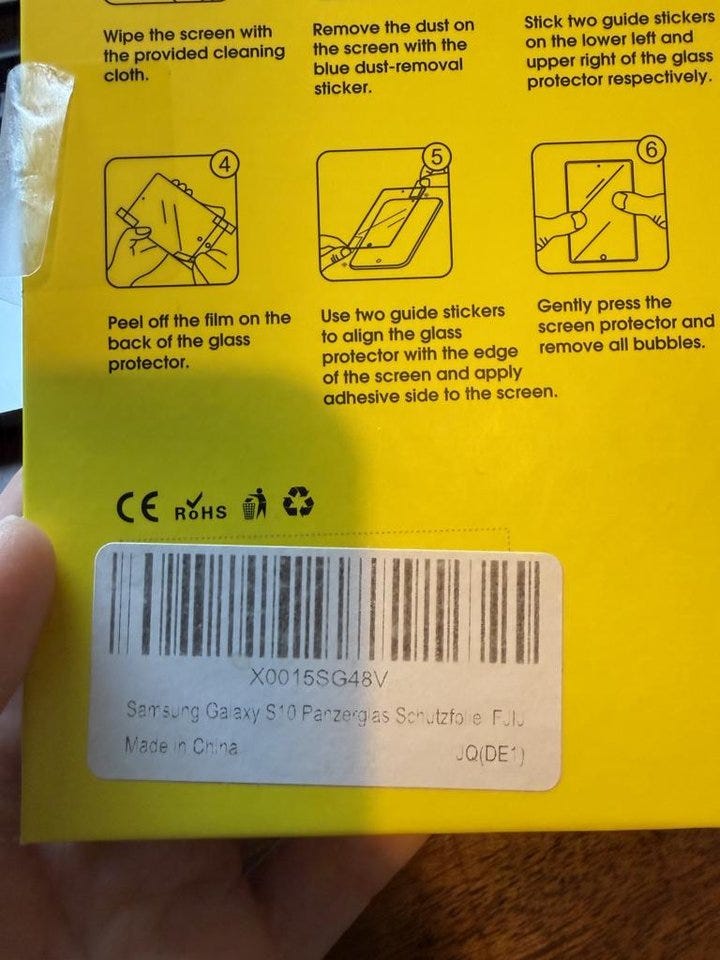 Wipe the screen with
the provided cleaning
cloth.
Remove the dust on
the screen with the
blue dust-removal
sticker.
Stick two guide stickers
on the lower left and
upper right of the glass
protector respectively.
4
5
6
Peel off the film on the
back of the glass
protector.
Use two guide stickers
to align the glass
protector with the edge
of the screen and apply
adhesive side to the screen.
Gently press the
screen protector and
remove all bubbles.
CE RoHS
X0015SG48V
Samsung Galaxy S10 Panzerglas Schutzfolie
Made in China
JQ(DE1)